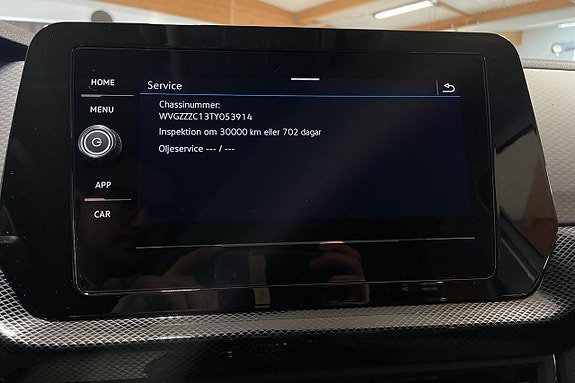 HOME
MENU
APP
CAR
Service
Chassinummer:
WVGZZZC13TY053914
Inspektion om 30000 km eller 702 dagar
Oljeservice --- / ---